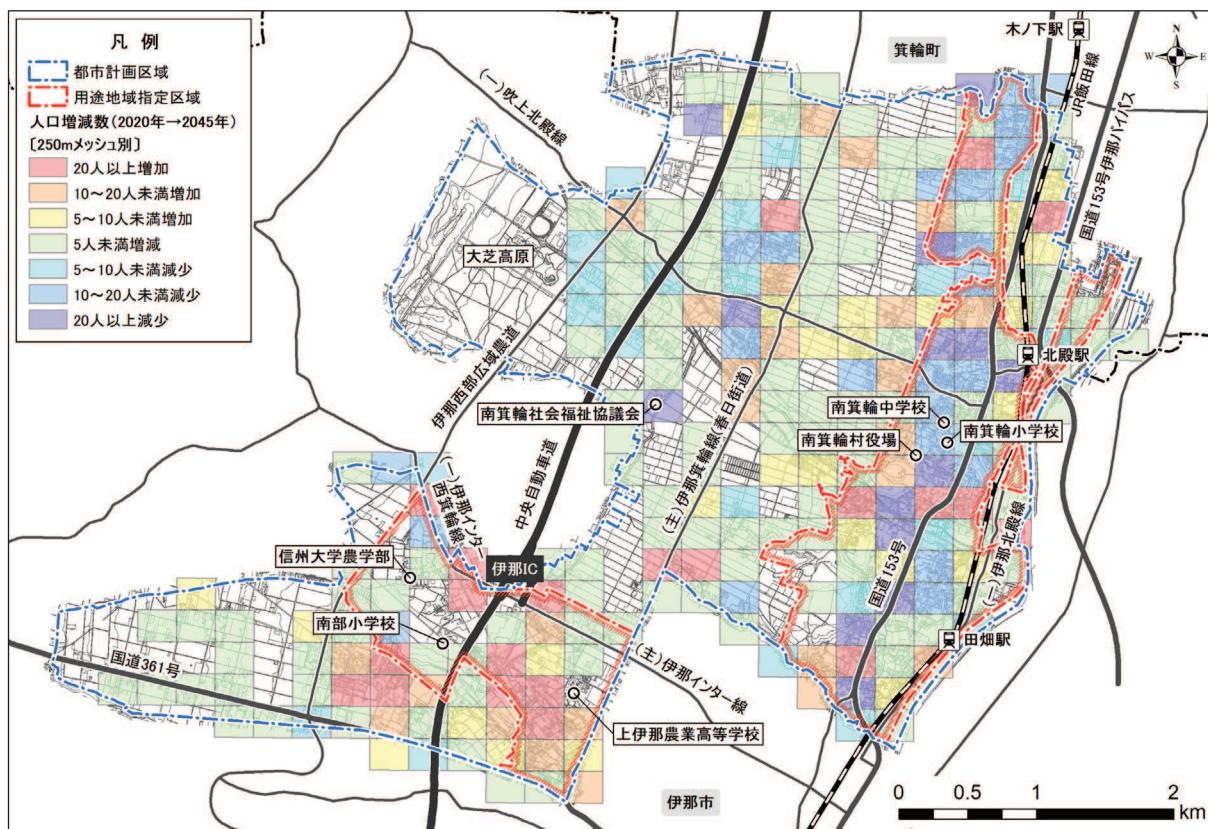 凡 例
都市計画区域
用途地域指定区域
人口増減数(2020年→2045年)
〔250mメッシュ別〕
20人以上増加
10～20人未満増加
5～10人未満増加
5人未満増減
5～10人未満減少
10～20人未満減少
20人以上減少
木ノ下駅
箕輪町
N
W E
S
(一)吹上北殿線
JR飯田線
国道153号伊那バイパス
大芝高原
伊那西部広域農道
北殿駅
南箕輪社会福祉協議会
南箕輪中学校
南箕輪小学校
南箕輪村役場
(主)伊那箕輪線(春日街道)
中央自動車道
(一)伊那インター
西箕輪線
信州大学農学部
伊那IC
国道153号
(一)伊那北殿線
南部小学校
田畑駅
国道361号
(主)伊那インター線
上伊那農業高等学校
伊那市
0 0.5 1 2
km